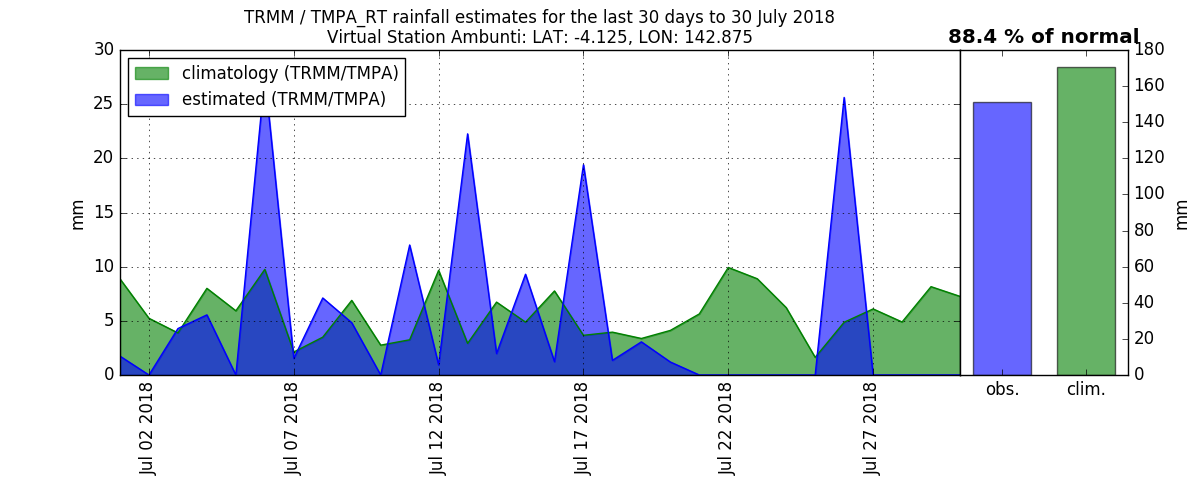 TRMM / TMPA_RT rainfall estimates for the last 30 days to 30 July 2018
Virtual Station Ambunti: LAT: -4.125, LON: 142.875
88.4 % of normal
climatology (TRMM/TMPA)
estimated (TRMM/TMPA)
30
25
20
15
10
5
0
mm
Jul 02 2018
Jul 07 2018
Jul 12 2018
Jul 17 2018
Jul 22 2018
Jul 27 2018
obs.
clim.
180
160
140
120
100
80
60
40
20
0
mm